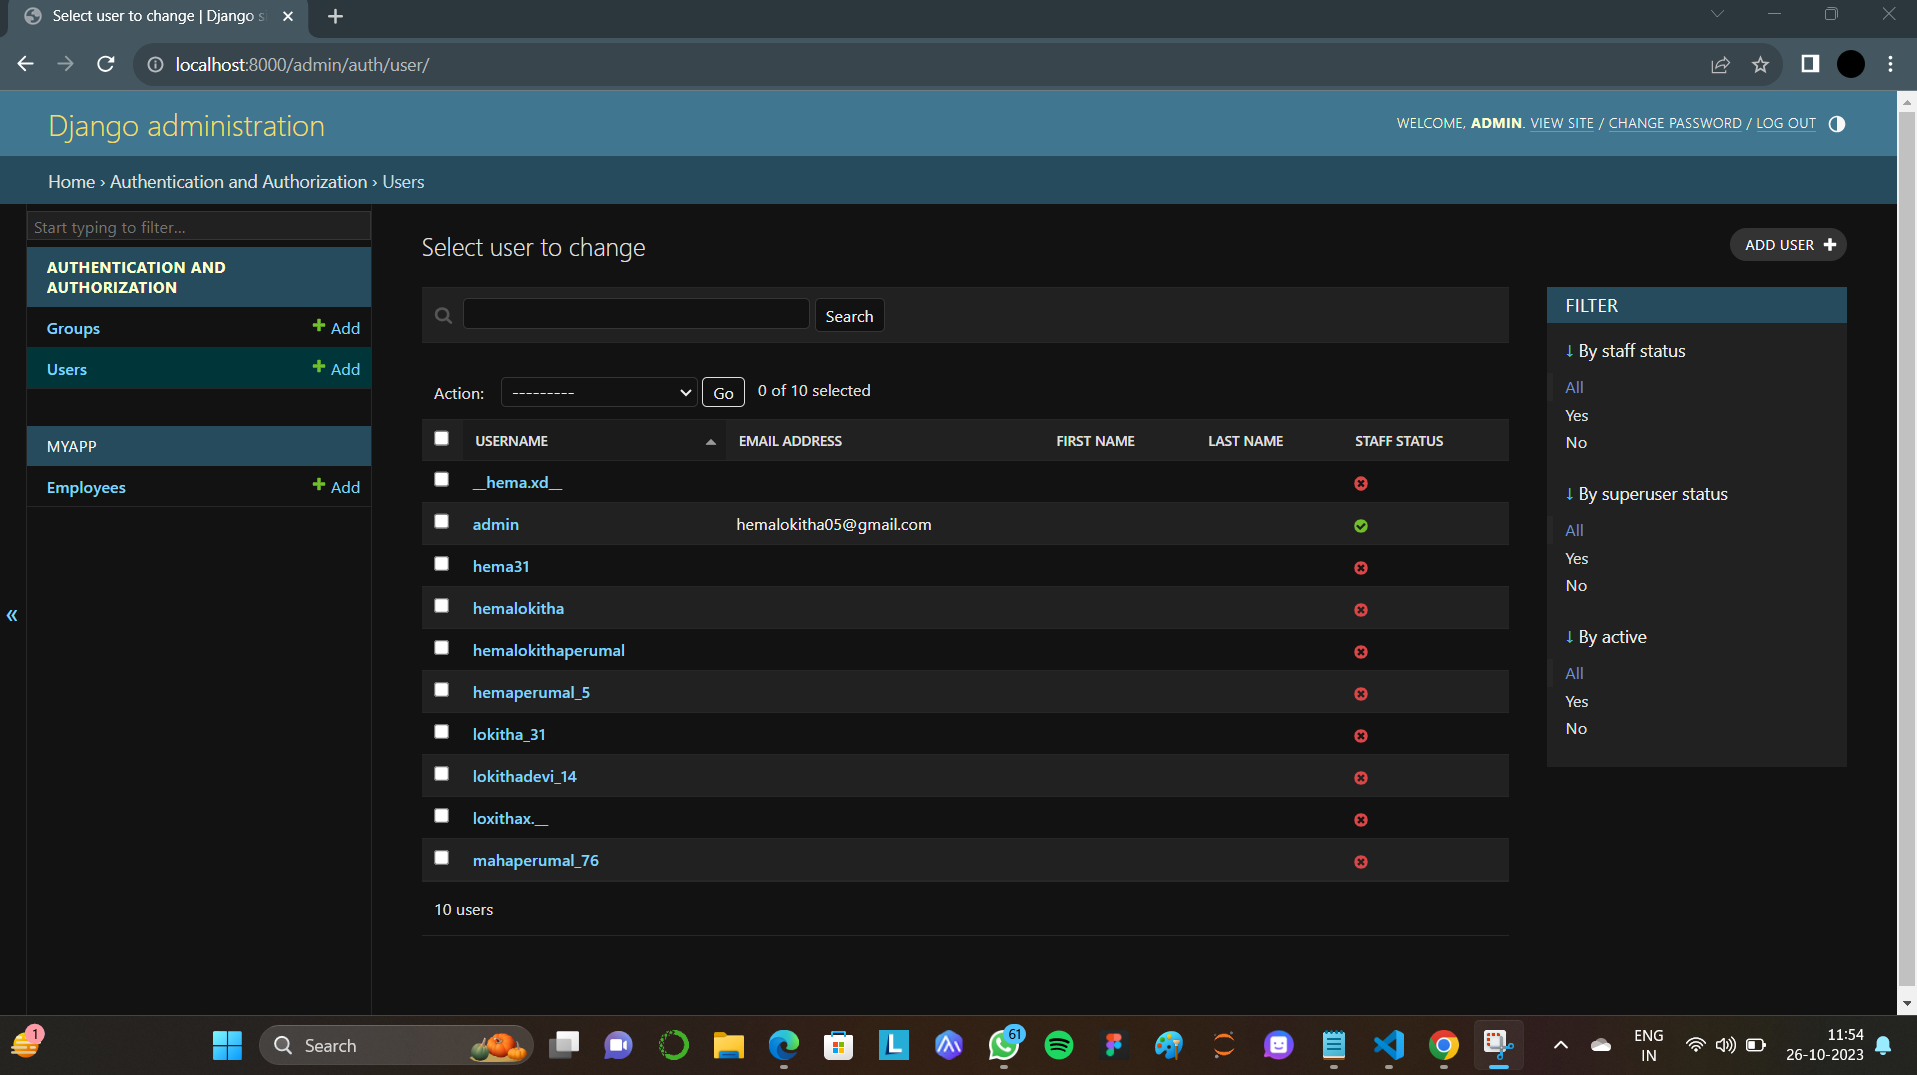 Select user to change | Django s
localhost:8000/admin/auth/user/
Django administration
WELCOME, ADMIN. VIEW SITE / CHANGE PASSWORD / LOG OUT
Home › Authentication and Authorization › Users
Start typing to filter...
AUTHENTICATION AND
AUTHORIZATION
Groups
Add
Users
Add
MYAPP
Employees
Add
«
Select user to change
ADD USER
Search
Action:
---------
Go
0 of 10 selected
USERNAME EMAIL ADDRESS FIRST NAME LAST NAME STAFF STATUS
__hema.xd__
admin hemalokitha05@gmail.com
hema31
hemalokitha
hemalokithaperumal
hemaperumal_5
lokitha_31
lokithadevi_14
loxithax.__
mahaperumal_76
10 users
FILTER
↓ By staff status
All
Yes
No
↓ By superuser status
All
Yes
No
↓ By active
All
Yes
No
1
Search
L
61
ENG
IN
11:54
26-10-2023